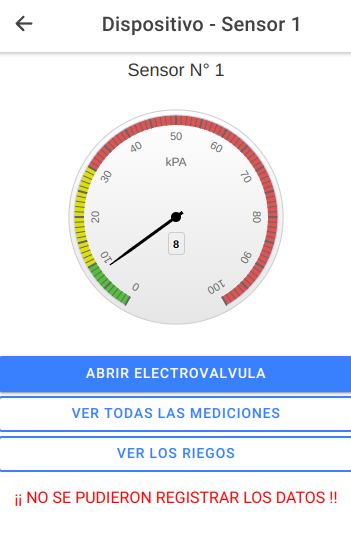 Dispositivo - Sensor 1
Sensor N° 1
50
40
60
kPA
30
70
20
80
8
10
90
0
100
ABRIR ELECTROVALVULA
VER TODAS LAS MEDICIONES
VER LOS RIEGOS
¡¡ NO SE PUDIERON REGISTRAR LOS DATOS !!